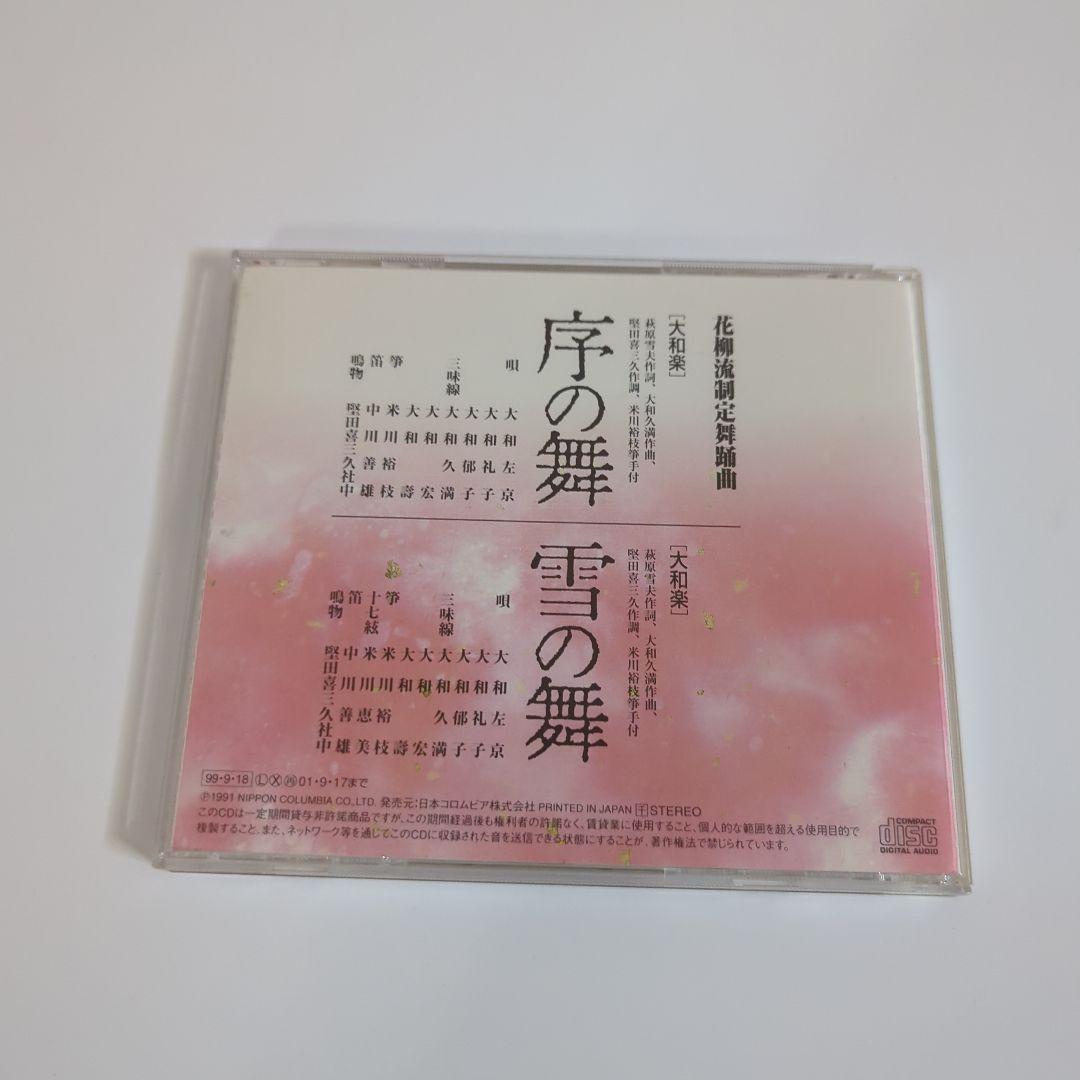 花柳流制定舞踊曲
［大和楽］
萩原雪夫作詞、大和久満作曲、
堅田喜三久作調、米川裕枝箏手付
序の舞
唄
大和左京
大和礼子
大和郁子
三味線
大和久満
大和宏
大和壽
箏
米川裕枝
笛
中川善雄
鳴物
堅田喜三久社中
［大和楽］
萩原雪夫作詞、大和久満作曲、
堅田喜三久作調、米川裕枝箏手付
雪の舞
唄
大和左京
大和礼子
大和郁子
三味線
大和久満
大和宏
大和壽
箏
米川裕枝
十七絃
米川恵美
笛
中川善雄
鳴物
堅田喜三久社中
99・9・18 Ⓛ Ⓧ ㋾ 01・9・17まで
Ⓟ1991 NIPPON COLUMBIA CO.,LTD. 発売元：日本コロムビア株式会社 PRINTED IN JAPAN 〒 STEREO
このCDは一定期間貸与非許諾商品ですが、この期間経過後も権利者の許諾なく、賃貸業に使用すること、個人的な範囲を超える使用目的で
複製すること、また、ネットワーク等を通じてこのCDに収録された音を送信できる状態にすることが、著作権法で禁じられています。
COMPACT
disc
DIGITAL AUDIO